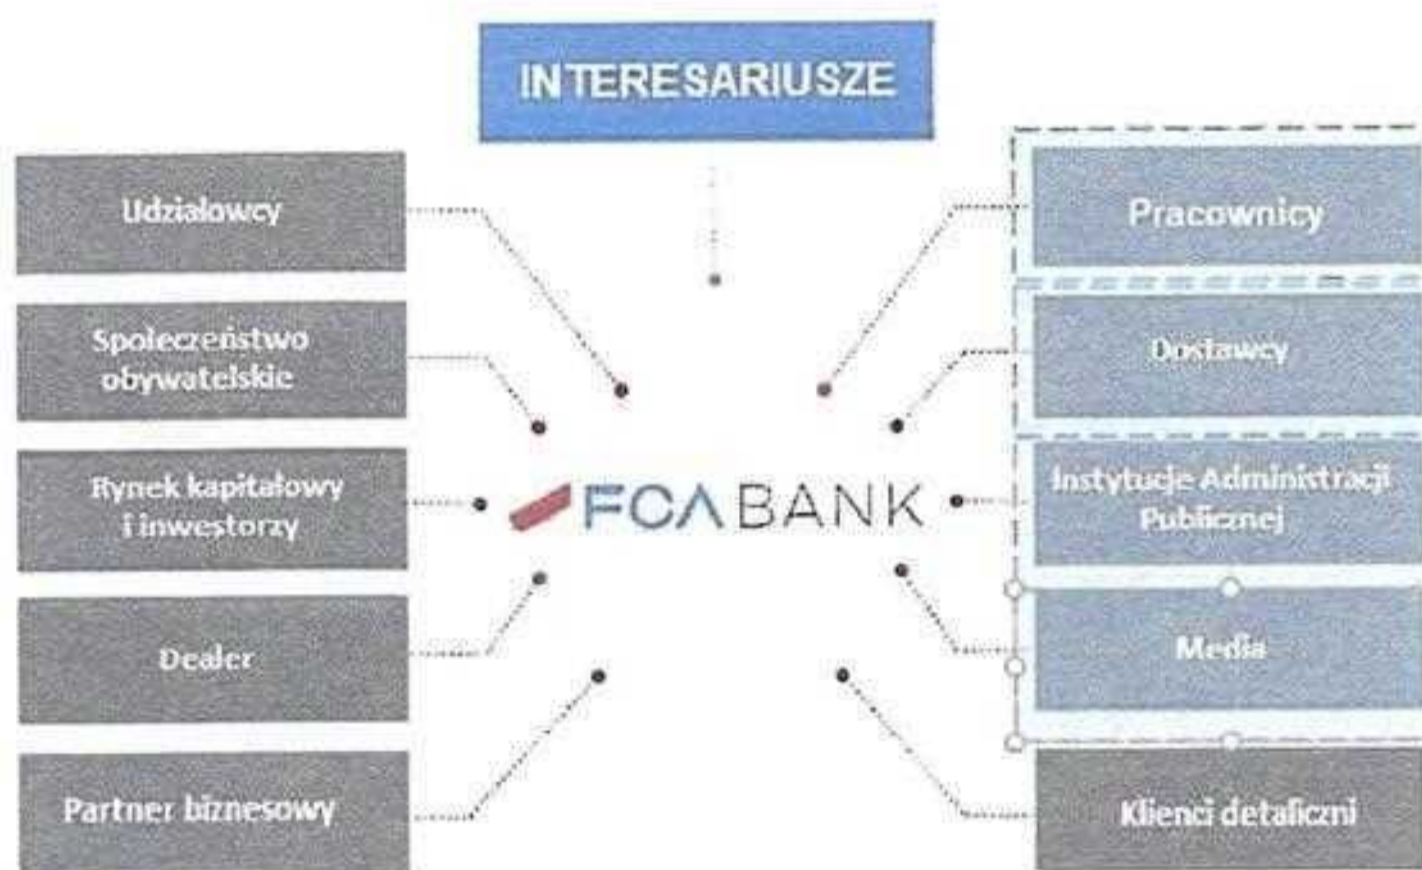 INTERESARIUSZE
Udziałowcy
Społeczeństwo
obywatelskie
Rynek kapitałowy
i inwestorzy
Dealer
Partner biznesowy
FCA BANK
Pracownicy
Dostawcy
Instytucje Administracji
Publicznej
Media
Klienci detaliczni